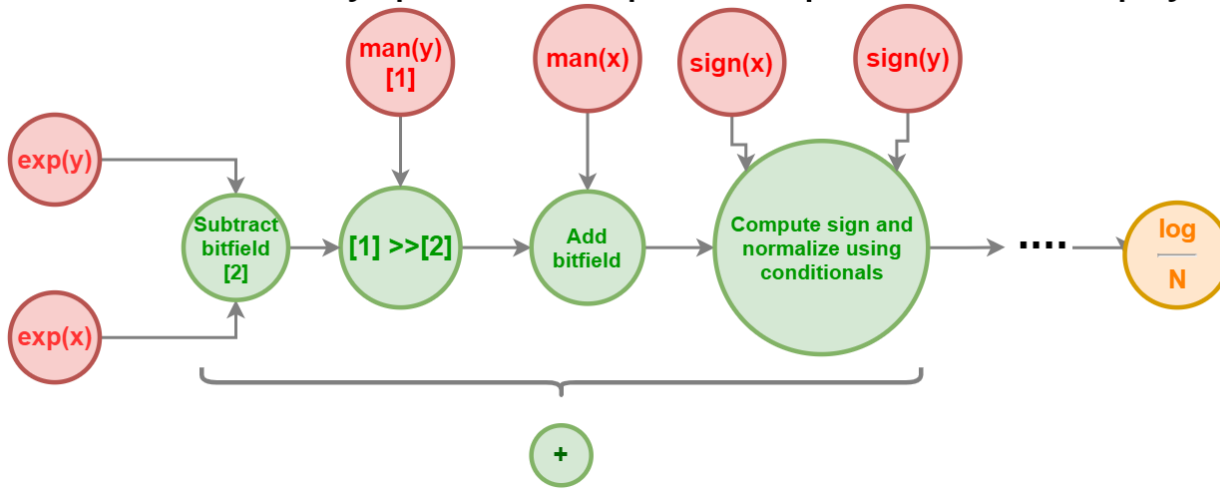 man(y)
[1]
man(x)
sign(x)
sign(y)
exp(y)
Subtract
bitfield
[2]
[1] >>[2]
Add
bitfield
Compute sign and
normalize using
conditionals
....
log
N
exp(x)
+